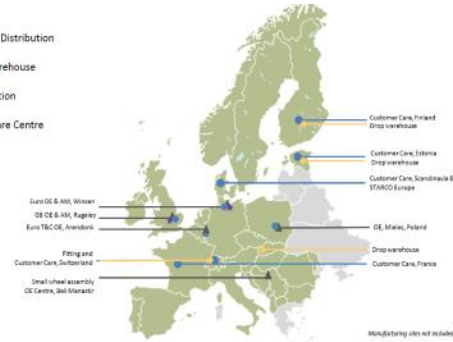 Distribution
rehouse
tion
re Centre
Customer Care, Finland
Drop warehouse
Customer Care, Estonia
Drop warehouse
Customer Care, Scandinavia &
STARCO Europe
Euro OE & AM, Winsen
GB OE & AM, Rugeley
Euro T&C OE, Arendonk
OE, Mielec, Poland
Fitting and
Customer Care, Switzerland
Drop warehouse
Customer Care, France
Small wheel assembly
OE Centre, Beli Manastir
Manufacturing sites not included